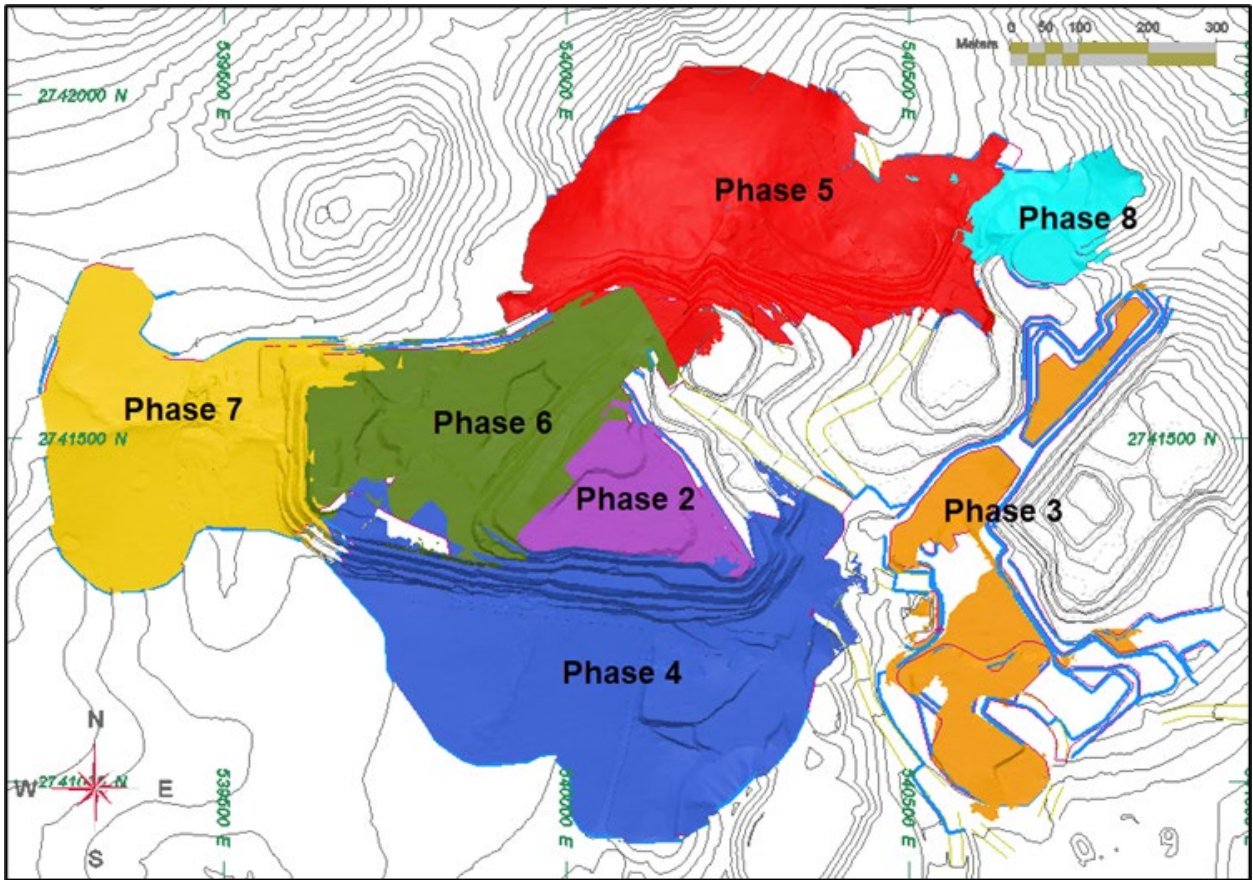 0 50 100 200 300
Meters
539500 E
540000 E
540500 E
2742000 N
Phase 5
Phase 8
Phase 7
Phase 6
2741500 N
2741500 N
Phase 2
Phase 3
Phase 4
N
W E
S
539500 E
540000 E
540500 E